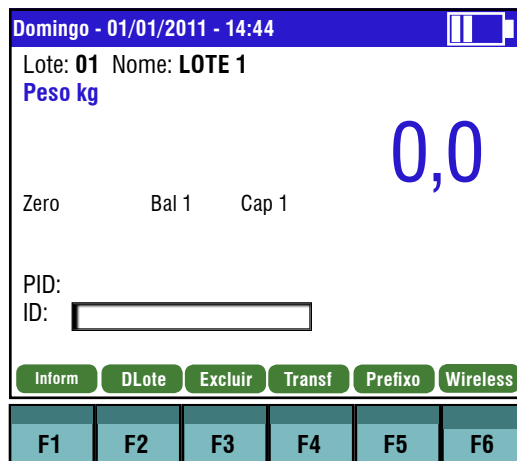 Domingo - 01/01/2011 - 14:44
Lote: 01 Nome: LOTE 1
Peso kg
0,0
Zero Bal 1 Cap 1
PID:
ID:
Inform DLote Excluir Transf Prefixo Wireless
F1 F2 F3 F4 F5 F6